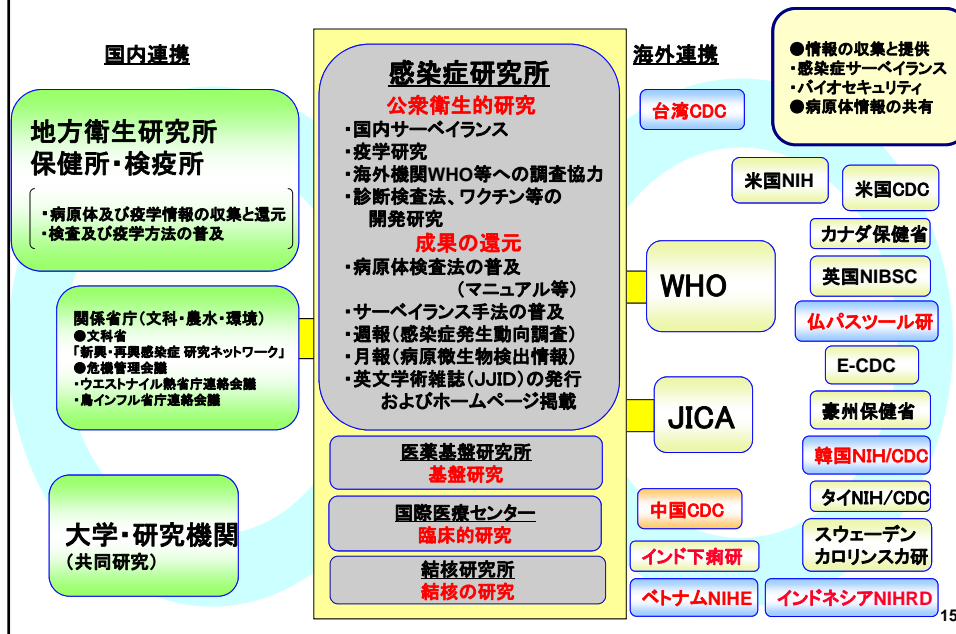 国内連携
地方衛生研究所
保健所・検疫所
・病原体及び疫学情報の収集と還元
・検査及び疫学方法の普及
関係省庁(文科・農水・環境)
●文科省
「新興・再興感染症 研究ネットワーク」
●危機管理会議
・ウエストナイル熱省庁連絡会議
・鳥インフル省庁連絡会議
大学・研究機関
(共同研究)
感染症研究所
公衆衛生的研究
・国内サーベイランス
・疫学研究
・海外機関WHO等への調査協力
・診断検査法、ワクチン等の
開発研究
成果の還元
・病原体検査法の普及
(マニュアル等)
・サーベイランス手法の普及
・週報(感染症発生動向調査)
・月報(病原微生物検出情報)
・英文学術雑誌(JJID)の発行
およびホームページ掲載
医薬基盤研究所
基盤研究
国際医療センター
臨床的研究
結核研究所
結核の研究
海外連携
●情報の収集と提供
・感染症サーベイランス
・バイオセキュリティ
●病原体情報の共有
台湾CDC
米国NIH
米国CDC
カナダ保健省
WHO
英国NIBSC
仏パスツール研
E-CDC
JICA
豪州保健省
韓国NIH/CDC
中国CDC
タイNIH/CDC
スウェーデン
カロリンスカ研
インド下痢研
ベトナムNIHE
インドネシアNIHRD
15